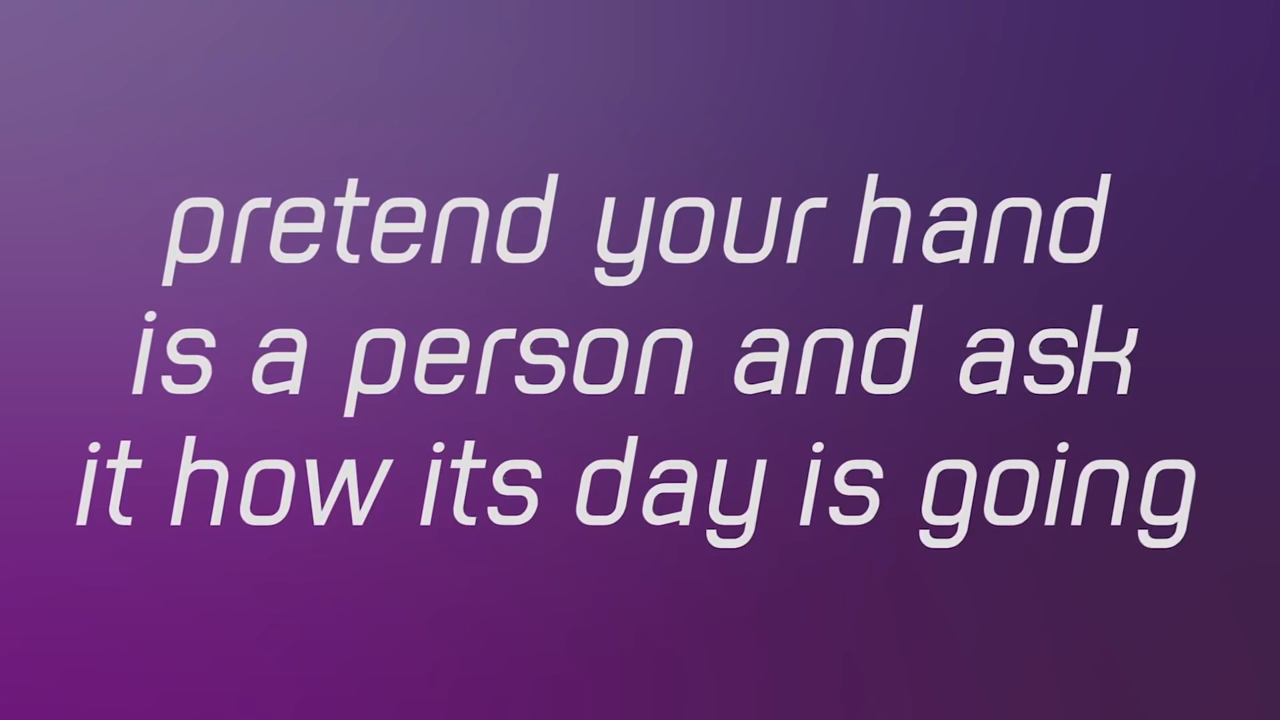 pretend your hand
is a person and ask
it how its day is going